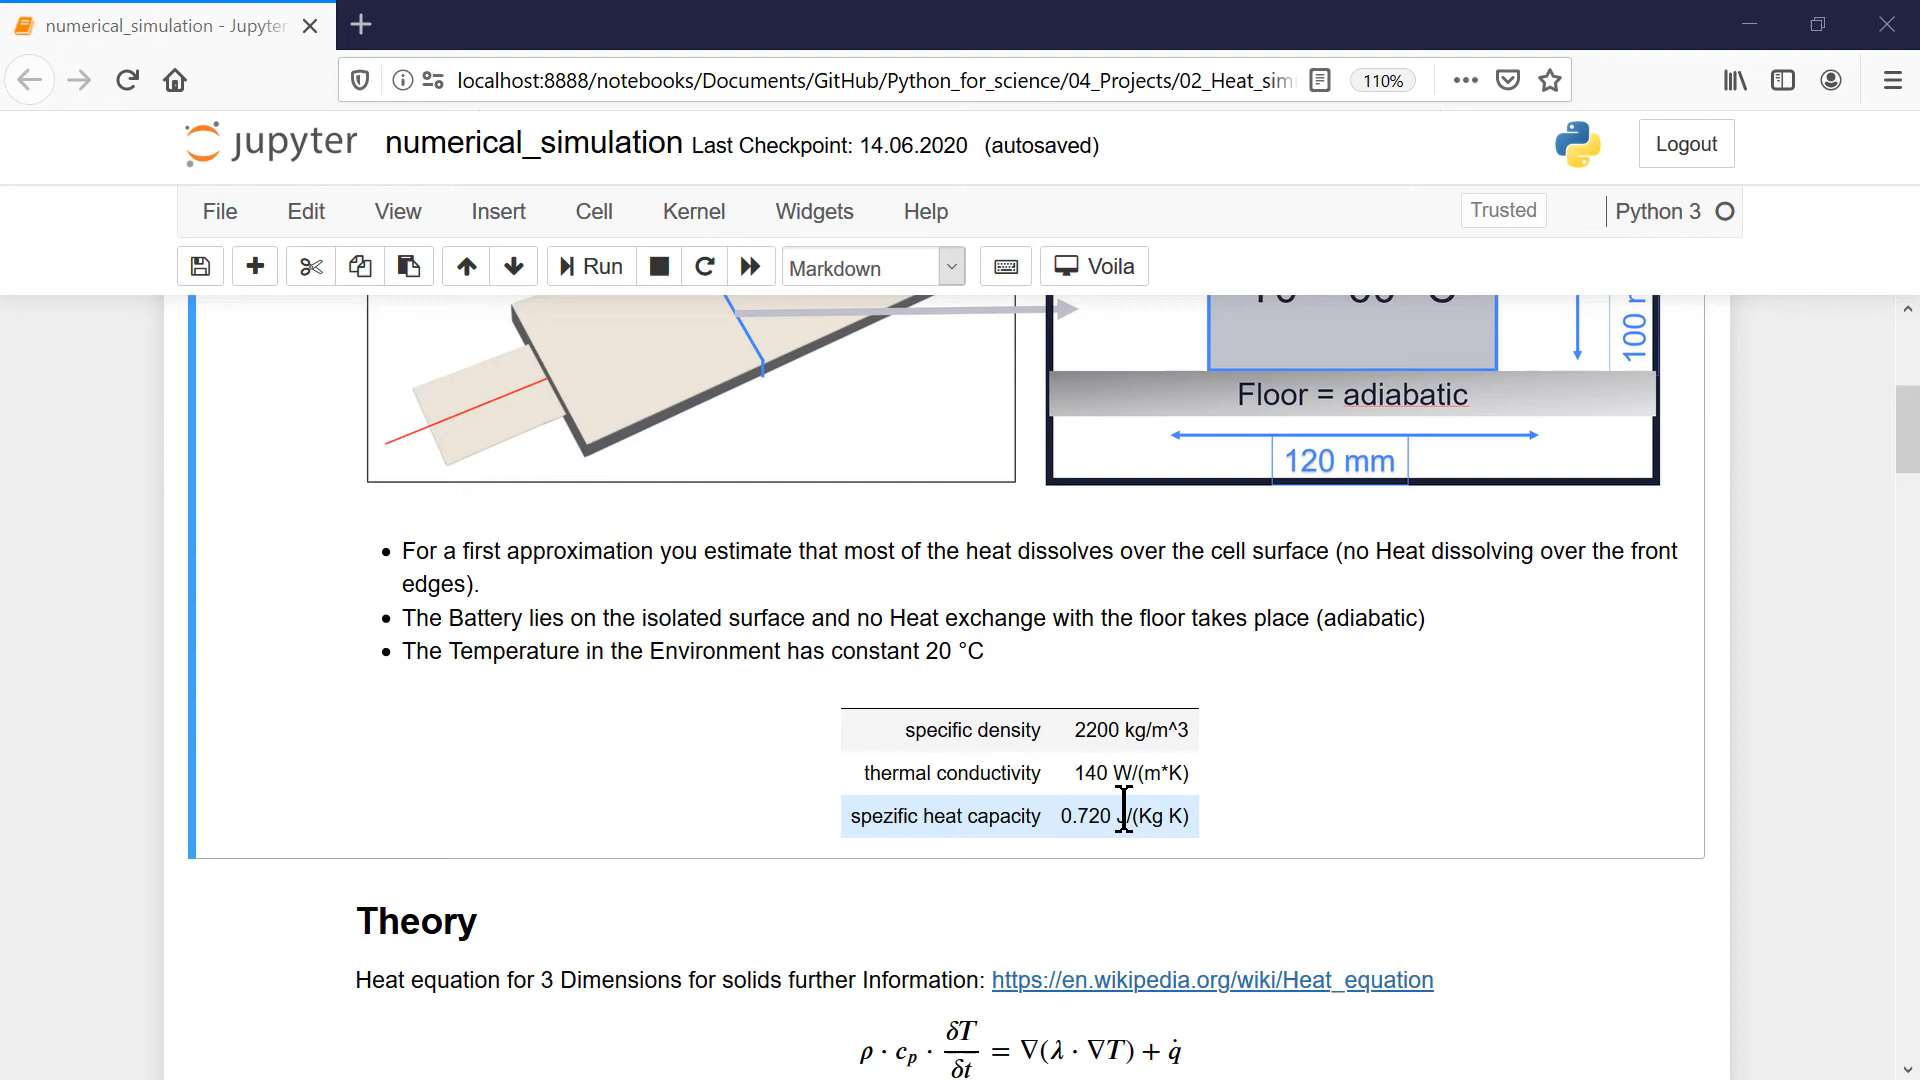 numerical_simulation - Jupyter
localhost:8888/notebooks/Documents/GitHub/Python_for_science/04_Projects/02_Heat_sim
110%
jupyter
numerical_simulation Last Checkpoint: 14.06.2020 (autosaved)
Logout
File Edit View Insert Cell Kernel Widgets Help
Trusted
Python 3
Run
Markdown
Voila
100
Floor = adiabatic
120 mm
• For a first approximation you estimate that most of the heat dissolves over the cell surface (no Heat dissolving over the front
edges).
• The Battery lies on the isolated surface and no Heat exchange with the floor takes place (adiabatic)
• The Temperature in the Environment has constant 20 °C
specific density 2200 kg/m^3
thermal conductivity 140 W/(m*K)
spezific heat capacity 0.720 J/(Kg K)
Theory
Heat equation for 3 Dimensions for solids further Information: https://en.wikipedia.org/wiki/Heat_equation
ρ · cₚ · δT/δt = ∇(λ · ∇T) + q̇